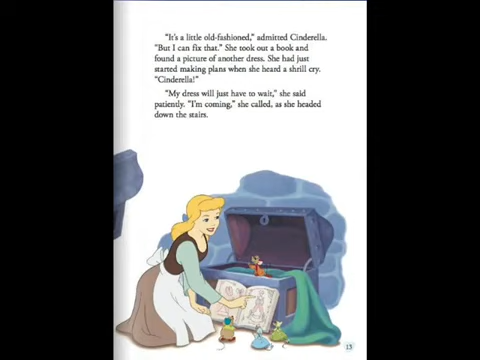 "It's a little old-fashioned," admitted Cinderella.
"But I can fix that." She took out a book and
found a picture of another dress. She had just
started making plans when she heard a shrill cry.
"Cinderella!"
"My dress will just have to wait," she said
patiently. "I'm coming," she called, as she headed
down the stairs.
13